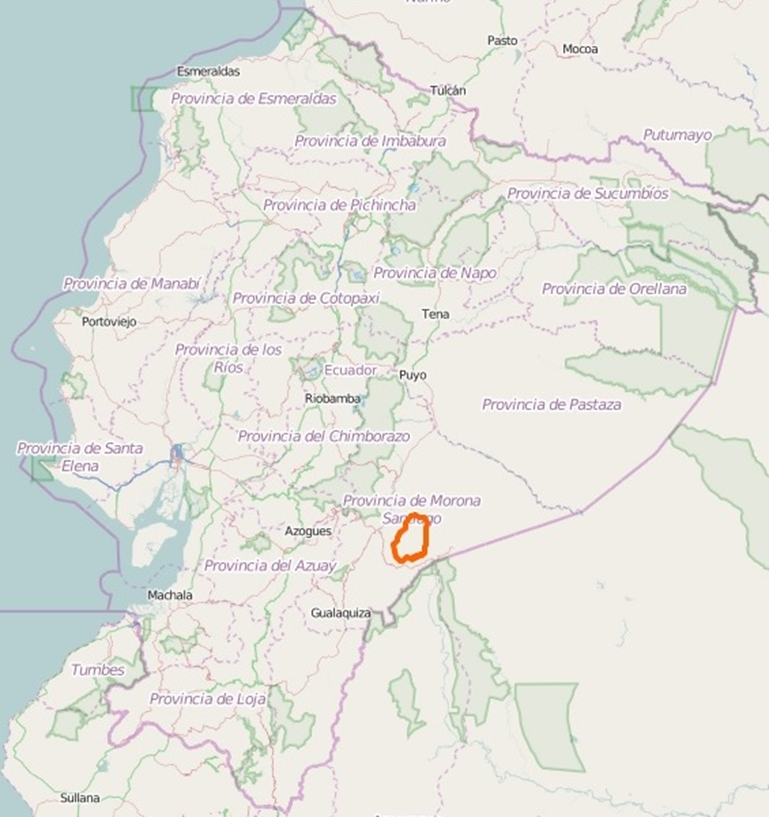 Pasto
Mocoa
Esmeraldas
Tulcán
Provincia de Esmeraldas
Putumayo
Provincia de Imbabura
Provincia de Sucumbíos
Provincia de Pichincha
Provincia de Napo
Provincia de Manabí
Provincia de Orellana
Provincia de Cotopaxi
Tena
Portoviejo
Provincia de los
Ríos
Ecuador
Puyo
Riobamba
Provincia de Pastaza
Provincia del Chimborazo
Provincia de Santa
Elena
Provincia de Morona
Santiago
Azogues
Provincia del Azuay
Machala
Gualaquiza
Tumbes
Provincia de Loja
Sullana